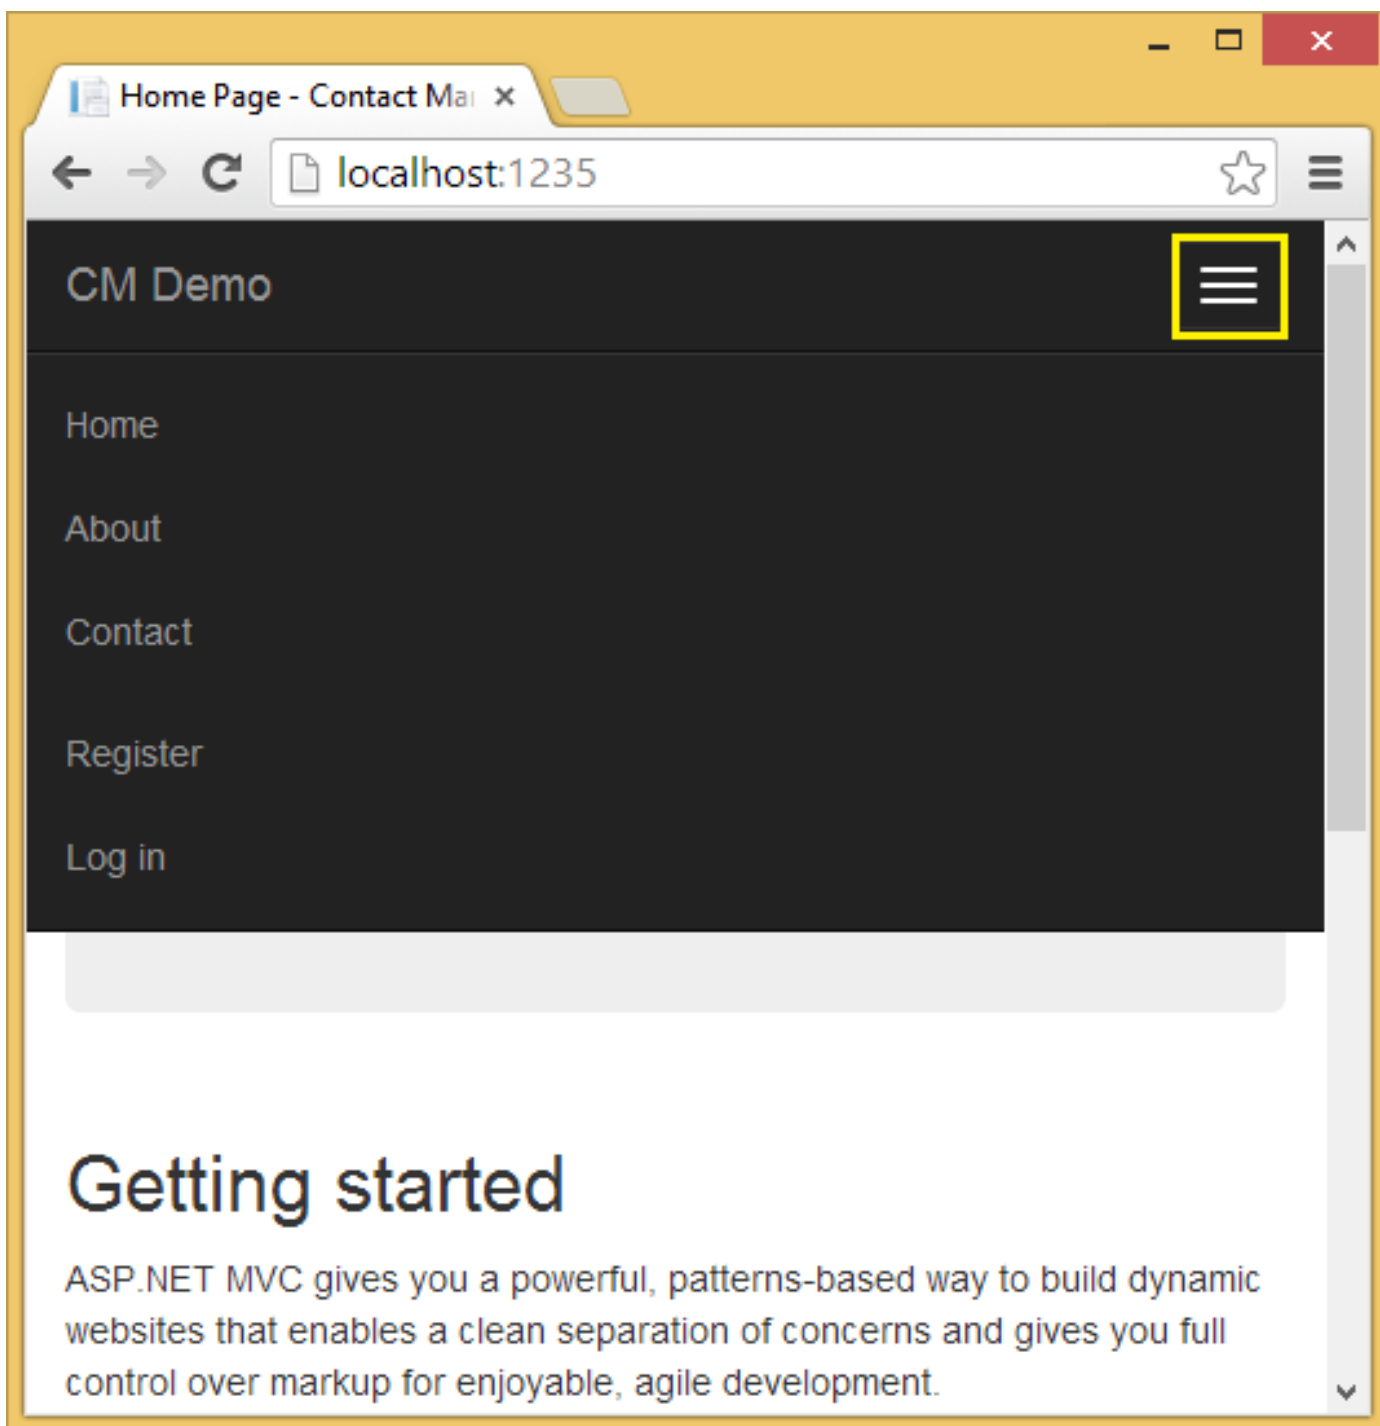 Home Page - Contact Ma
localhost:1235
CM Demo
Home
About
Contact
Register
Log in
Getting started
ASP.NET MVC gives you a powerful, patterns-based way to build dynamic
websites that enables a clean separation of concerns and gives you full
control over markup for enjoyable, agile development.